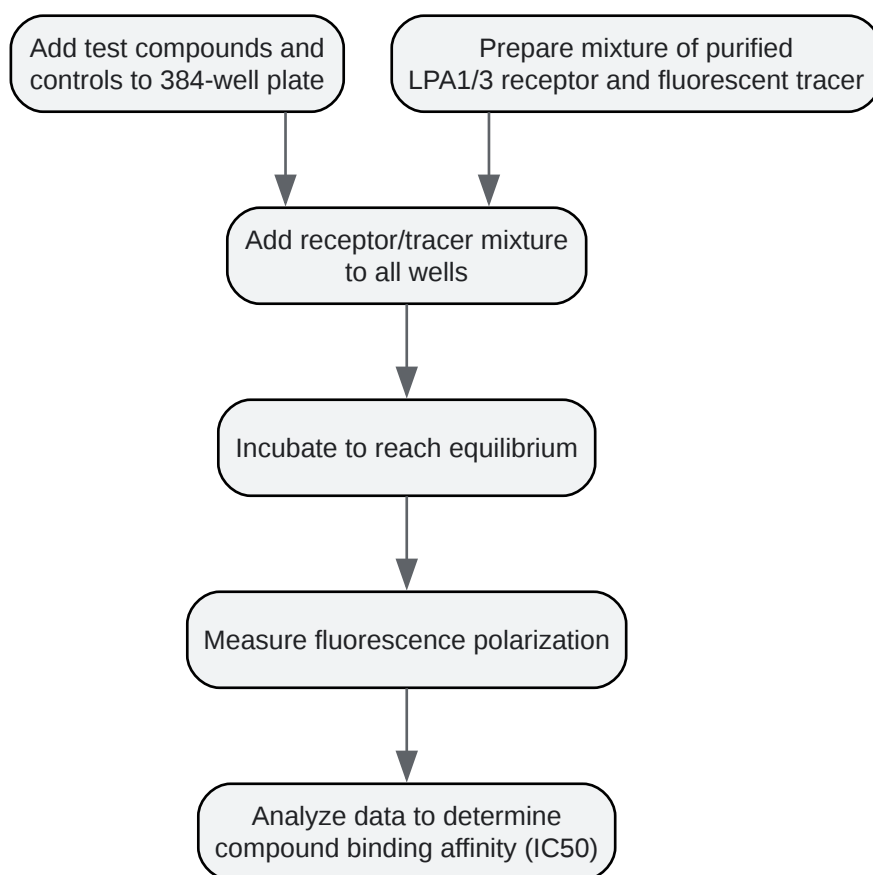 Add test compounds and
controls to 384-well plate
Prepare mixture of purified
LPA1/3 receptor and fluorescent tracer
Add receptor/tracer mixture
to all wells
Incubate to reach equilibrium
Measure fluorescence polarization
Analyze data to determine
compound binding affinity (IC50)